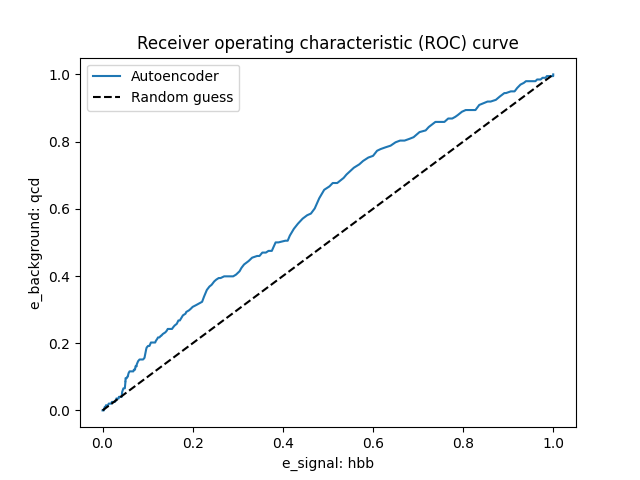 Receiver operating characteristic (ROC) curve
Autoencoder
Random guess
1.0
0.8
0.6
0.4
0.2
0.0
e_background: qcd
0.0
0.2
0.4
0.6
0.8
1.0
e_signal: hbb